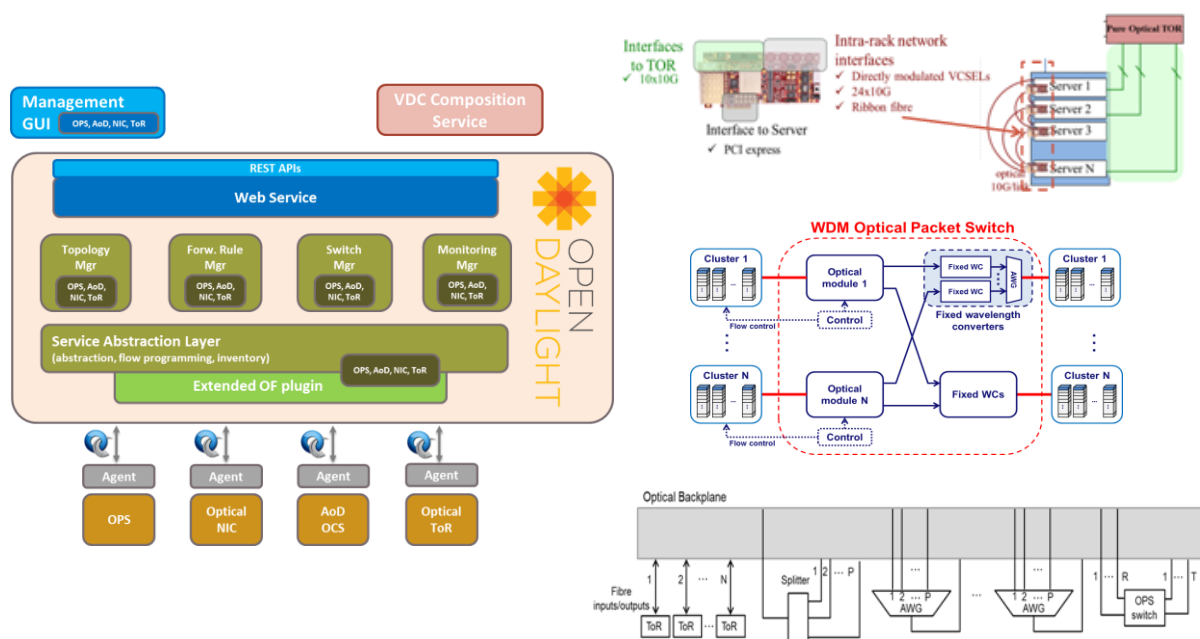 Management
GUI
OPS, AoD, NIC, ToR
VDC Composition
Service
REST APIs
Web Service
Topology
Mgr
OPS, AoD,
NIC, ToR
Forw. Rule
Mgr
OPS, AoD,
NIC, ToR
Switch
Mgr
OPS, AoD,
NIC, ToR
Monitoring
Mgr
OPS, AoD,
NIC, ToR
Service Abstraction Layer
(abstraction, flow programming, inventory)
OPS, AoD, NIC, ToR
Extended OF plugin
OPEN
DAYLIGHT
Agent
Agent
Agent
Agent
OPS
Optical
NIC
AoD
OCS
Optical
ToR
Interfaces
to TOR
✓ 10x10G
Intra-rack network
interfaces
✓ Directly modulated VCSELs
✓ 24x10G
✓ Ribbon fibre
Interface to Server
✓ PCI express
Pure Optical TOR
Server 1
Server 2
Server 3
Server N
optical
10G/link
WDM Optical Packet Switch
Cluster 1
...
Optical
module 1
Control
Flow control
Fixed WC
Fixed WC
AWG
Fixed wavelength
converters
Cluster 1
...
Cluster N
...
Optical
module N
Control
Flow control
Fixed WCs
Cluster N
...
Optical Backplane
1
2
...
N
Fibre
inputs/outputs
ToR
ToR
...
ToR
Splitter
1 2 ... P
...
1 2 ... P
AWG
...
...
1 2 ... P
AWG
1 ... R
OPS
switch
1 ... T